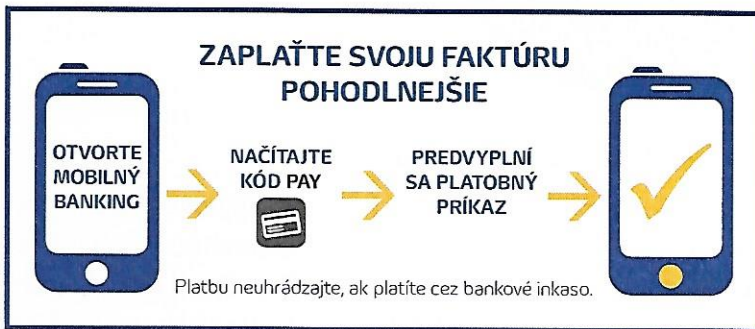 ZAPLAŤTE SVOJU FAKTÚRU
POHODLNEJŠIE
OTVORTE
MOBILNÝ
BANKING
NAČÍTAJTE
KÓD PAY
PREDVYPLNÍ
SA PLATOBNÝ
PRÍKAZ
Platbu neuhrádzajte, ak platíte cez bankové inkaso.